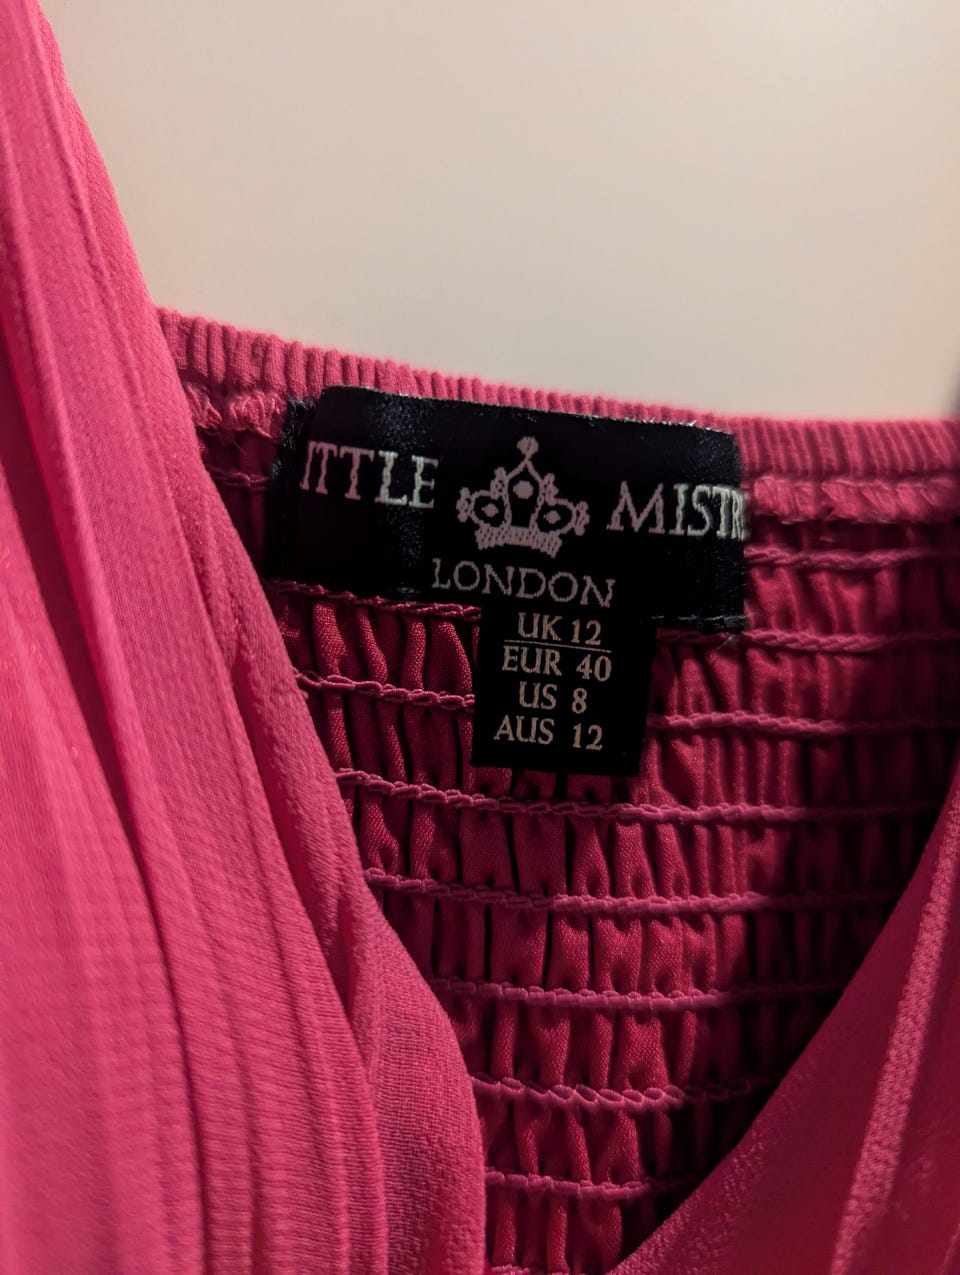 ITTLE MISTR
LONDON
UK 12
EUR 40
US 8
AUS 12